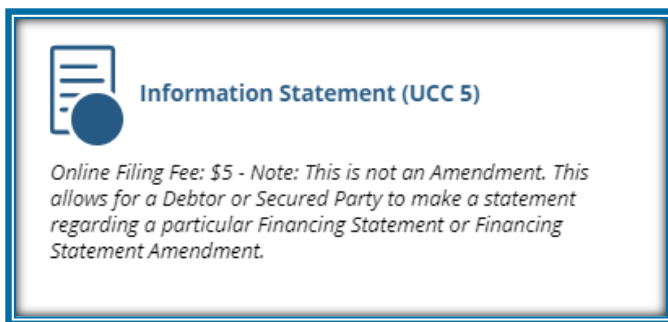 Information Statement (UCC 5)
Online Filing Fee: $5 - Note: This is not an Amendment. This
allows for a Debtor or Secured Party to make a statement
regarding a particular Financing Statement or Financing
Statement Amendment.